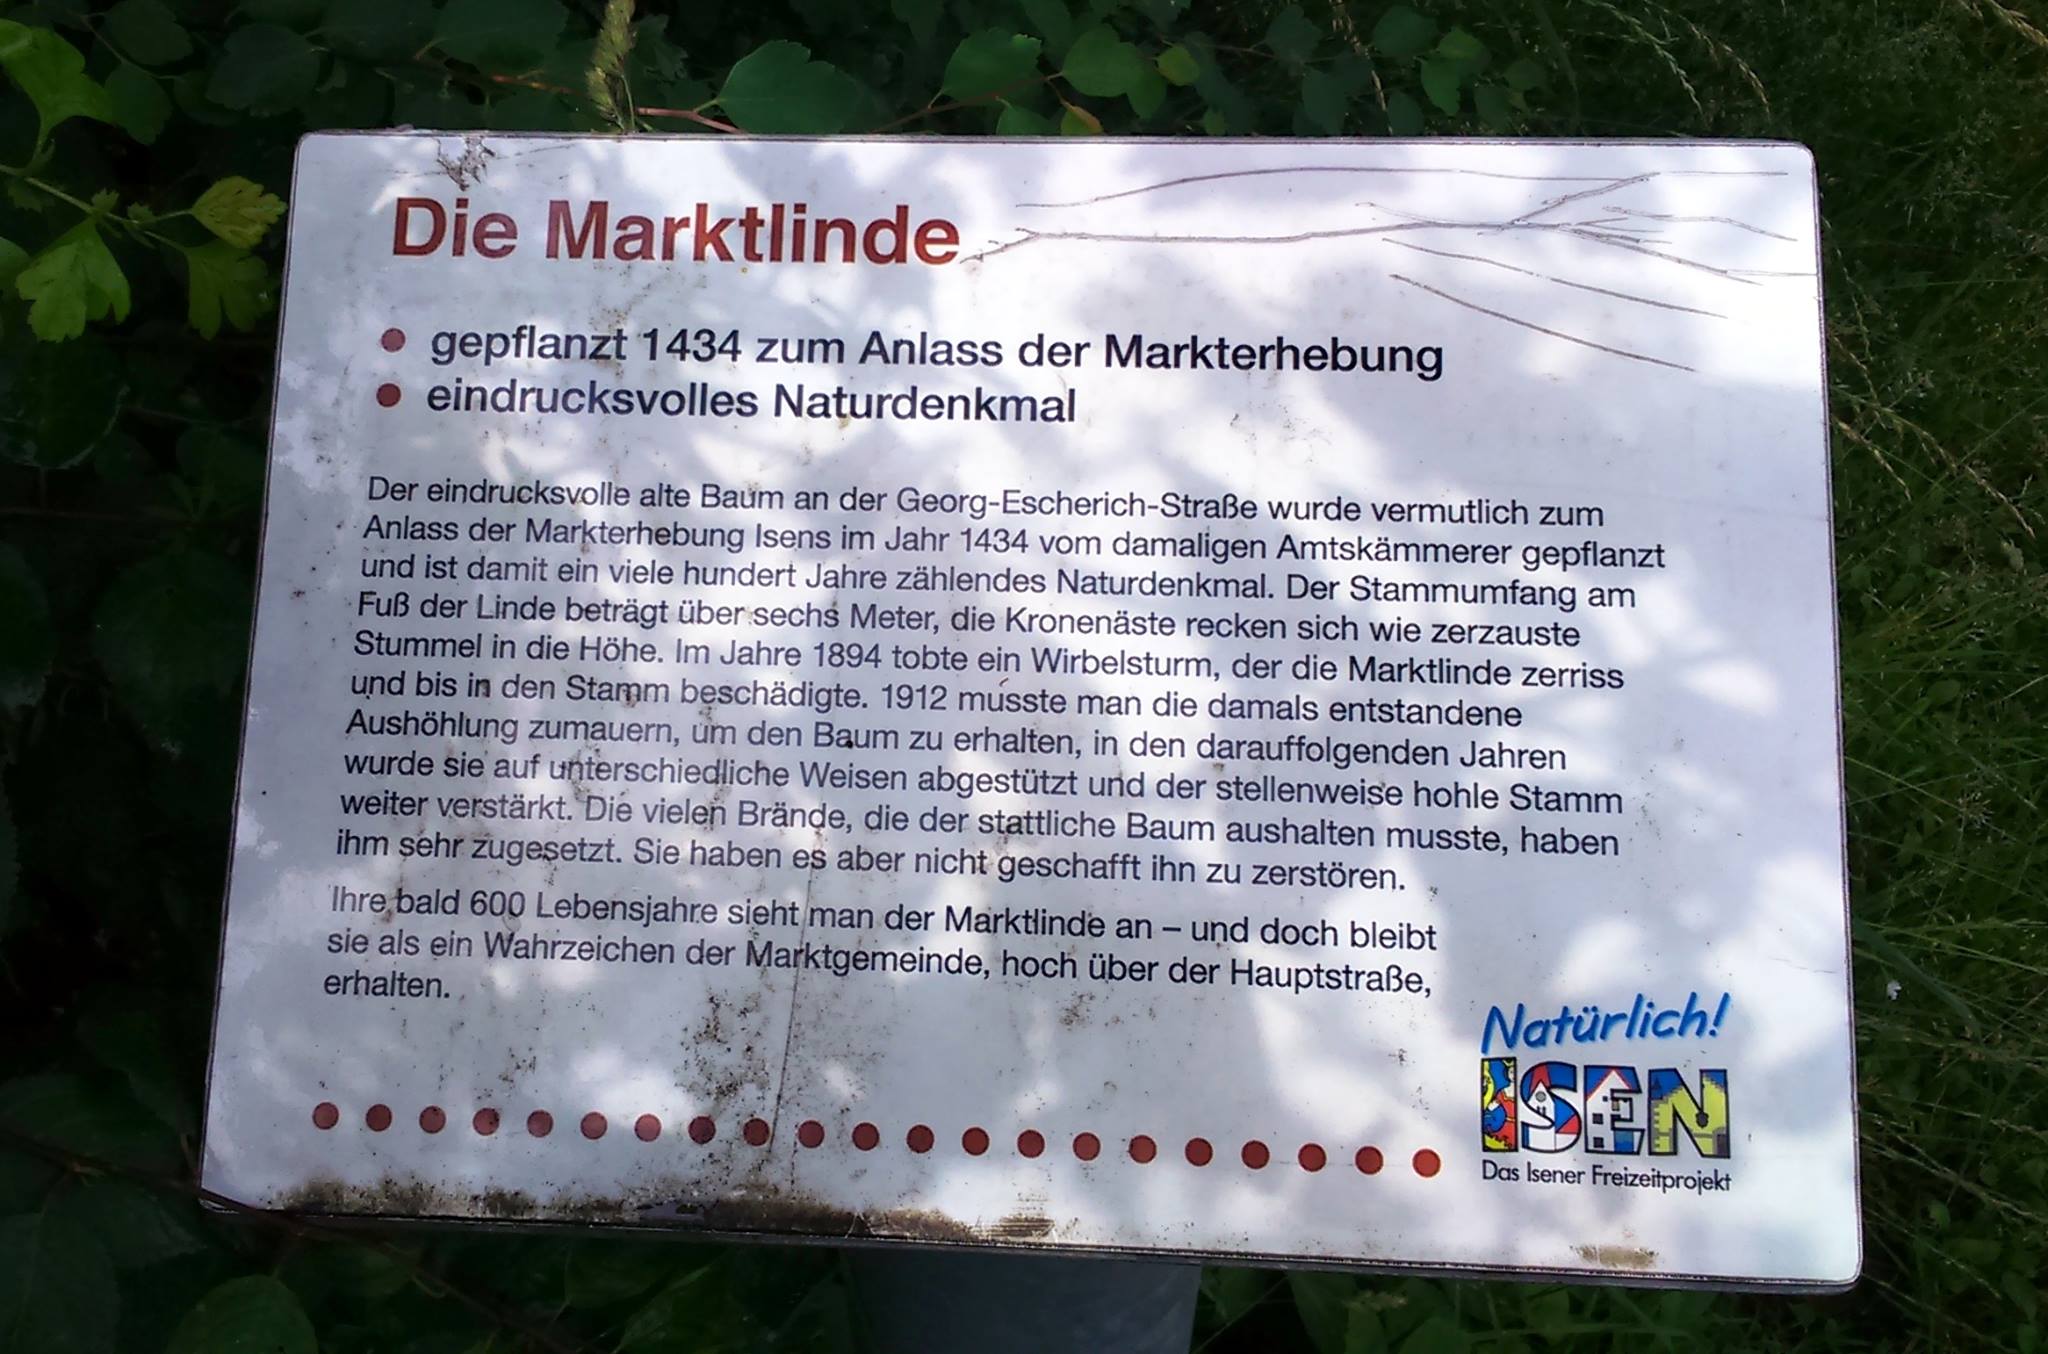 Die Marktlinde
• gepflanzt 1434 zum Anlass der Markterhebung
• eindrucksvolles Naturdenkmal
Der eindrucksvolle alte Baum an der Georg-Escherich-Straße wurde vermutlich zum
Anlass der Markterhebung Isens im Jahr 1434 vom damaligen Amtskämmerer gepflanzt
und ist damit ein viele hundert Jahre zählendes Naturdenkmal. Der Stammumfang am
Fuß der Linde beträgt über sechs Meter, die Kronenäste recken sich wie zerzauste
Stummel in die Höhe. Im Jahre 1894 tobte ein Wirbelsturm, der die Marktlinde zerriss
und bis in den Stamm beschädigte. 1912 musste man die damals entstandene
Aushöhlung zumauern, um den Baum zu erhalten, in den darauffolgenden Jahren
wurde sie auf unterschiedliche Weisen abgestützt und der stellenweise hohle Stamm
weiter verstärkt. Die vielen Brände, die der stattliche Baum aushalten musste, haben
ihm sehr zugesetzt. Sie haben es aber nicht geschafft ihn zu zerstören.
Ihre bald 600 Lebensjahre sieht man der Marktlinde an – und doch bleibt
sie als ein Wahrzeichen der Marktgemeinde, hoch über der Hauptstraße,
erhalten.
Natürlich!
ISEN
Das Isener Freizeitprojekt